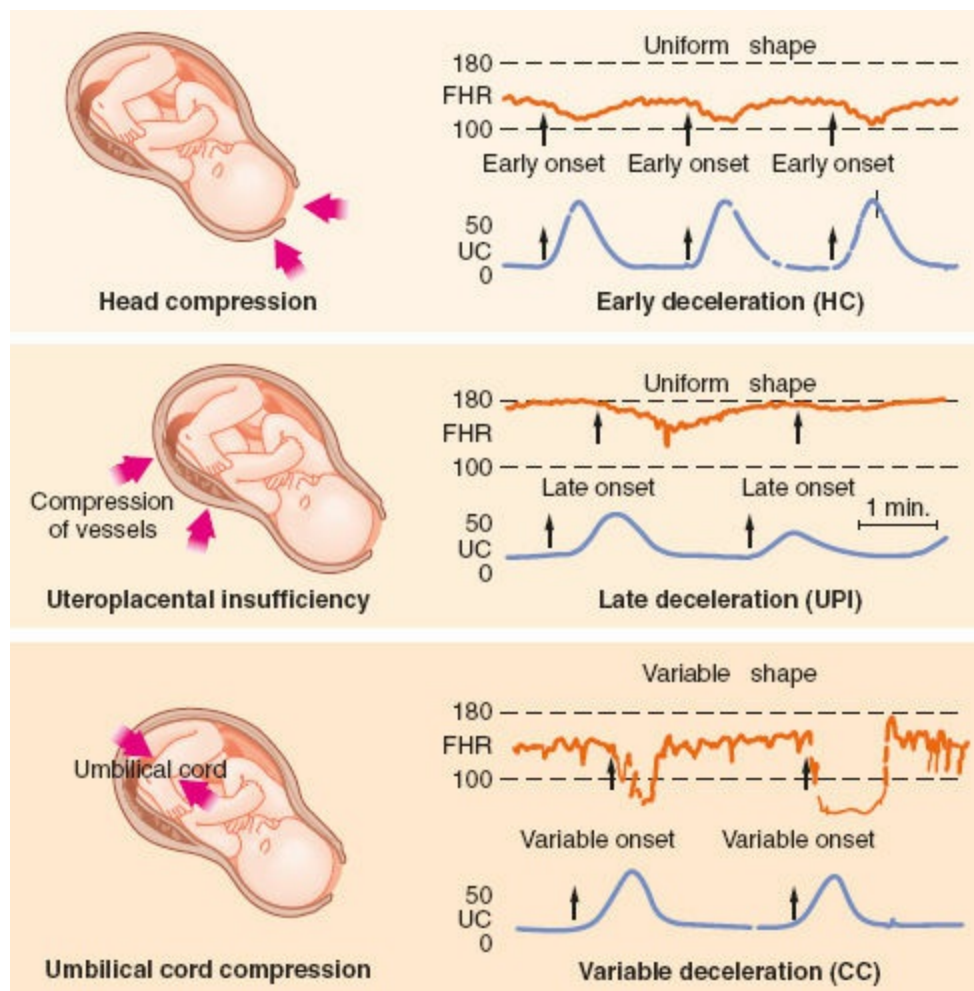 Uniform shape
180
FHR
100
Early onset Early onset Early onset
50
UC
0
Head compression
Early deceleration (HC)
Uniform shape
180
FHR
100
Late onset Late onset
Compression
of vessels
1 min.
50
UC
0
Uteroplacental insufficiency
Late deceleration (UPI)
Variable shape
180
FHR
100
Umbilical cord
Variable onset Variable onset
50
UC
0
Umbilical cord compression
Variable deceleration (CC)